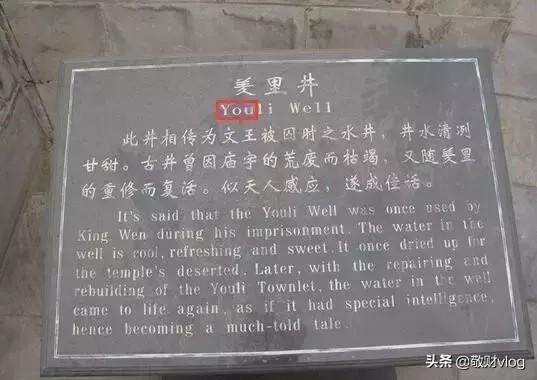 羑里井
Youli Well
此井相传为文王被囚时之水井，井水清冽
甘甜。古井曾因庙宇的荒废而枯竭，又随羑里
的重修而复活。似天人感应，遂成佳话。
It's said that the Youli Well was once used by
King Wen during his imprisonment. The water in the
well is cool, refreshing and sweet. It once dried up for
the temple's deserted. Later, with the repairing and
rebuilding of the Youli Townlet, the water in the well
came to life again, as if it had special intelligence,
hence becoming a much-told tale.
头条 @敬财vlog